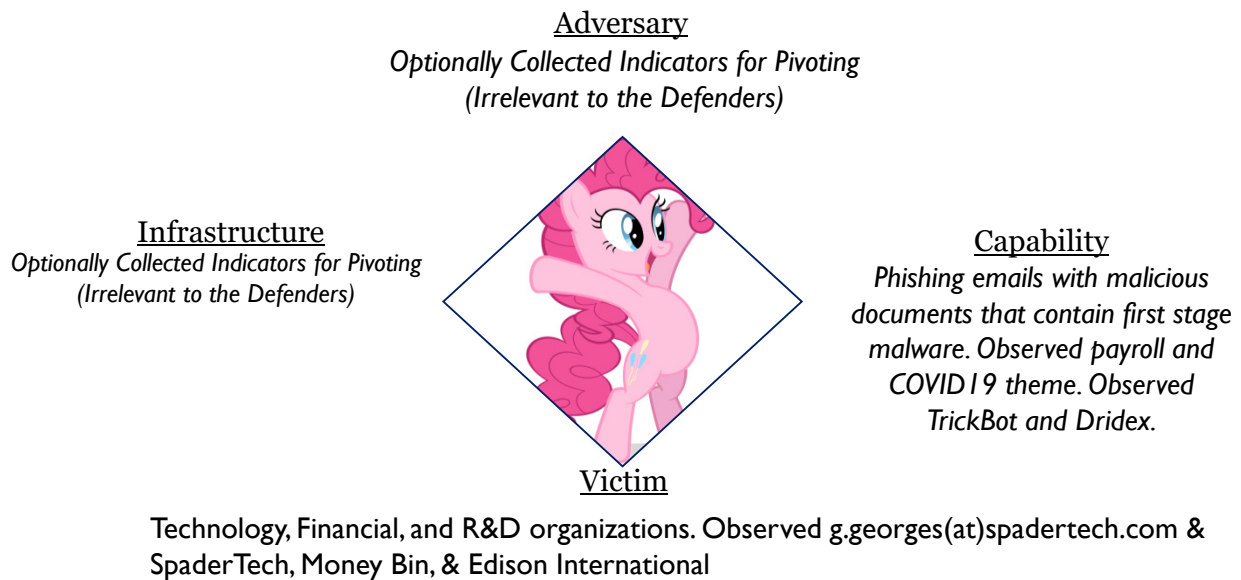 Adversary
Optionally Collected Indicators for Pivoting
(Irrelevant to the Defenders)
Infrastructure
Optionally Collected Indicators for Pivoting
(Irrelevant to the Defenders)
Capability
Phishing emails with malicious
documents that contain first stage
malware. Observed payroll and
COVID19 theme. Observed
TrickBot and Dridex.
Victim
Technology, Financial, and R&D organizations. Observed g.georges(at)spadertech.com &
SpaderTech, Money Bin, & Edison International